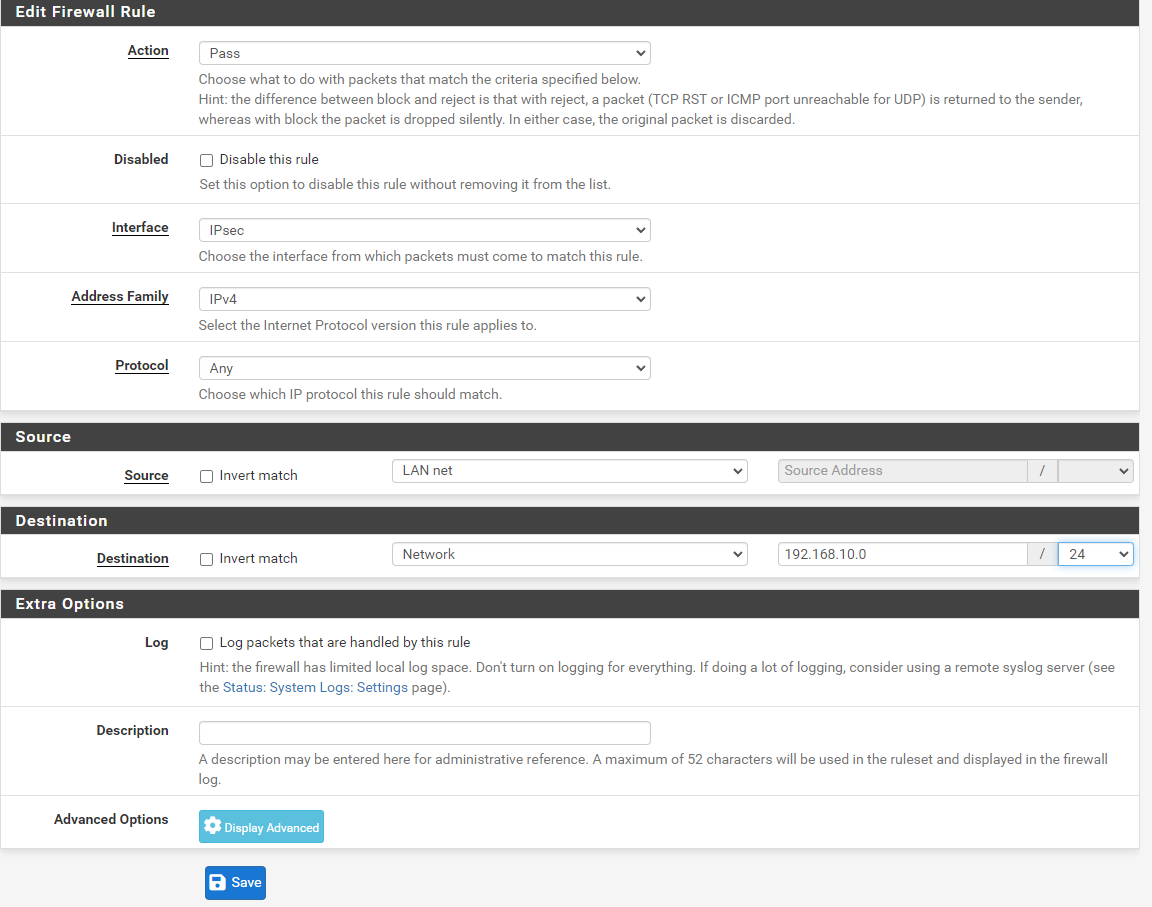 Edit Firewall Rule
Action
Pass
Choose what to do with packets that match the criteria specified below.
Hint: the difference between block and reject is that with reject, a packet (TCP RST or ICMP port unreachable for UDP) is returned to the sender,
whereas with block the packet is dropped silently. In either case, the original packet is discarded.
Disabled
Disable this rule
Set this option to disable this rule without removing it from the list.
Interface
IPsec
Choose the interface from which packets must come to match this rule.
Address Family
IPv4
Select the Internet Protocol version this rule applies to.
Protocol
Any
Choose which IP protocol this rule should match.
Source
Source
Invert match
LAN net
Source Address
/
Destination
Destination
Invert match
Network
192.168.10.0
/
24
Extra Options
Log
Log packets that are handled by this rule
Hint: the firewall has limited local log space. Don't turn on logging for everything. If doing a lot of logging, consider using a remote syslog server (see
the Status: System Logs: Settings page).
Description
A description may be entered here for administrative reference. A maximum of 52 characters will be used in the ruleset and displayed in the firewall
log.
Advanced Options
Display Advanced
Save